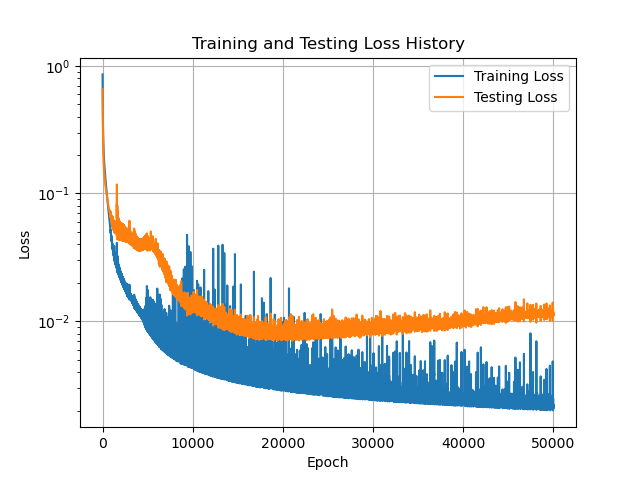 Training and Testing Loss History
Training Loss
Testing Loss
10⁰
10⁻¹
10⁻²
Loss
0 10000 20000 30000 40000 50000
Epoch